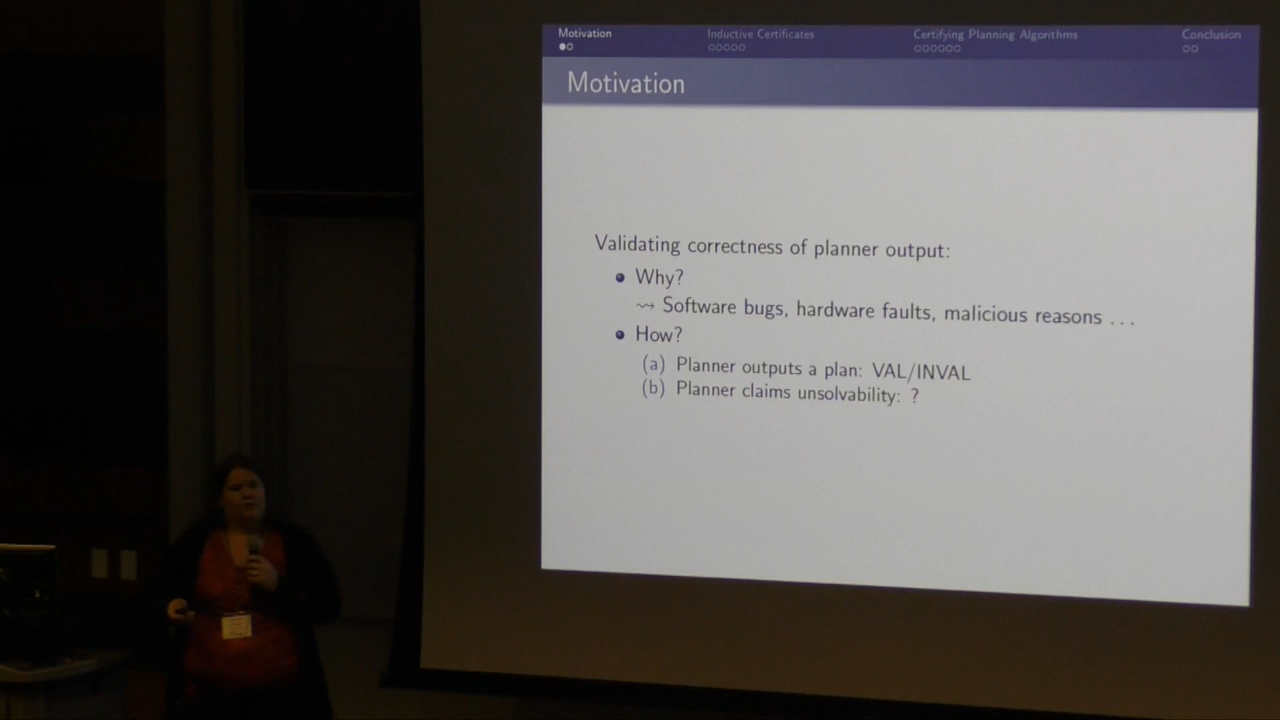 Motivation
Inductive Certificates
Certifying Planning Algorithms
Conclusion
Motivation
Validating correctness of planner output:
Why?
⇝ Software bugs, hardware faults, malicious reasons ...
How?
(a) Planner outputs a plan: VAL/INVAL
(b) Planner claims unsolvability: ?